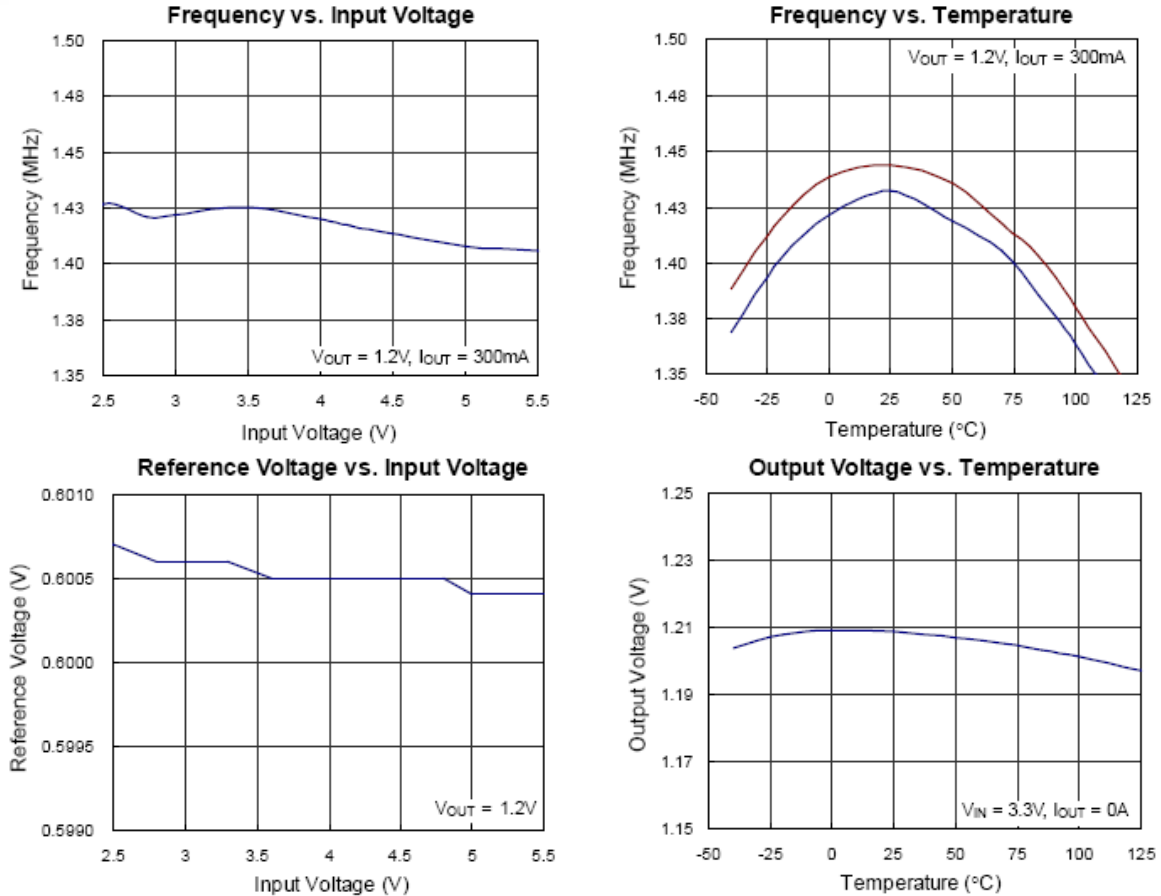 Frequency vs. Input Voltage
1.50
1.48
1.45
1.43
1.40
1.38
1.35
Frequency (MHz)
VOUT = 1.2V, IOUT = 300mA
2.5 3 3.5 4 4.5 5 5.5
Input Voltage (V)
Frequency vs. Temperature
1.50
1.48
1.45
1.43
1.40
1.38
1.35
Frequency (MHz)
VOUT = 1.2V, IOUT = 300mA
-50 -25 0 25 50 75 100 125
Temperature (°C)
Reference Voltage vs. Input Voltage
0.6010
0.6005
0.6000
0.5995
0.5990
Reference Voltage (V)
VOUT = 1.2V
2.5 3 3.5 4 4.5 5 5.5
Input Voltage (V)
Output Voltage vs. Temperature
1.25
1.23
1.21
1.19
1.17
1.15
Output Voltage (V)
VIN = 3.3V, IOUT = 0A
-50 -25 0 25 50 75 100 125
Temperature (°C)